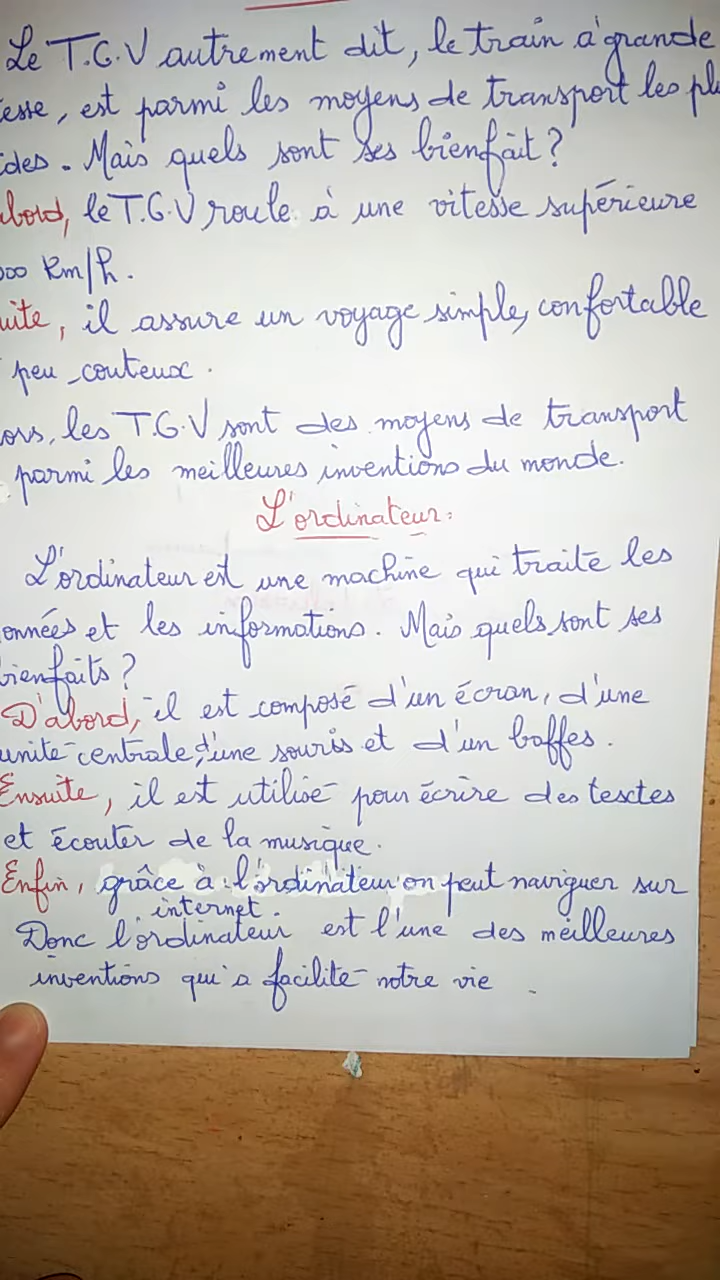 Le T.G.V autrement dit, le train à grande
esse, est parmi les moyens de transport les pl
ides. Mais quels sont ses bienfait?
abord, le T.G.V roule à une vitesse supérieure
00 km/h.
uite, il assure un voyage simple, confortable
peu couteux.
ors, les T.G.V sont des moyens de transport
parmi les meilleures inventions du monde.
L'ordinateur:
L'ordinateur est une machine qui traite les
onnées et les informations. Mais quels sont ses
bienfaits?
D'abord, il est composé d'un écran, d'une
unité centrale, d'une souris et d'un baffes.
Ensuite, il est utilisé pour écrire des textes
et écouter de la musique.
Enfin, grâce à l'ordinateur on peut naviguer sur
internet.
Donc l'ordinateur est l'une des meilleures
inventions qui a facilité notre vie